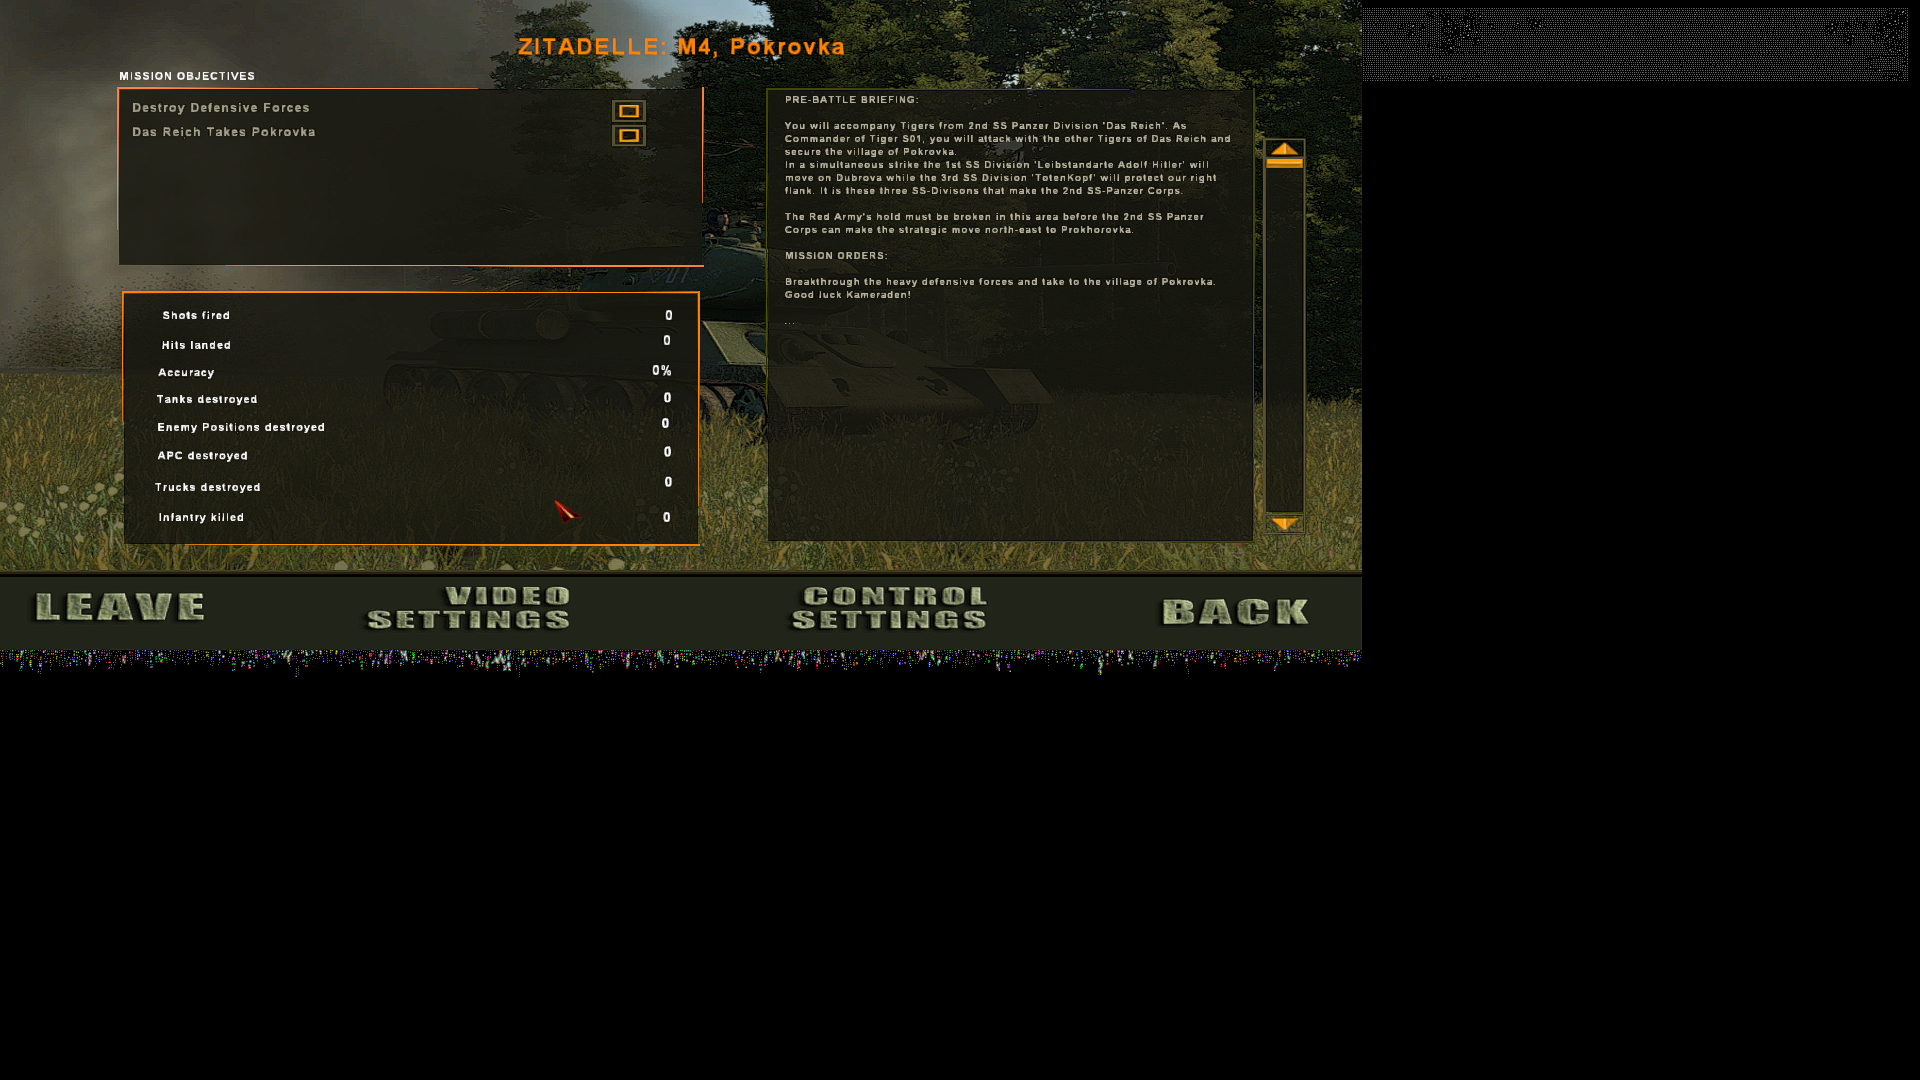 ZITADELLE: M4, Pokrovka
MISSION OBJECTIVES
Destroy Defensive Forces
Das Reich Takes Pokrovka
Shots fired 0
Hits landed 0
Accuracy 0%
Tanks destroyed 0
Enemy Positions destroyed 0
APC destroyed 0
Trucks destroyed 0
Infantry killed 0
PRE-BATTLE BRIEFING:
You will accompany Tigers from 2nd SS Panzer Division 'Das Reich'. As
Commander of Tiger S01, you will attack with the other Tigers of Das Reich and
secure the village of Pokrovka.
In a simultaneous strike the 1st SS Division 'Leibstandarte Adolf Hitler' will
move on Dubrova while the 3rd SS Division 'TotenKopf' will protect our right
flank. It is these three SS-Divisons that make the 2nd SS-Panzer Corps.
The Red Army's hold must be broken in this area before the 2nd SS Panzer
Corps can make the strategic move north-east to Prokhorovka.
MISSION ORDERS:
Breakthrough the heavy defensive forces and take to the village of Pokrovka.
Good luck Kameraden!
...
LEAVE
VIDEO
SETTINGS
CONTROL
SETTINGS
BACK